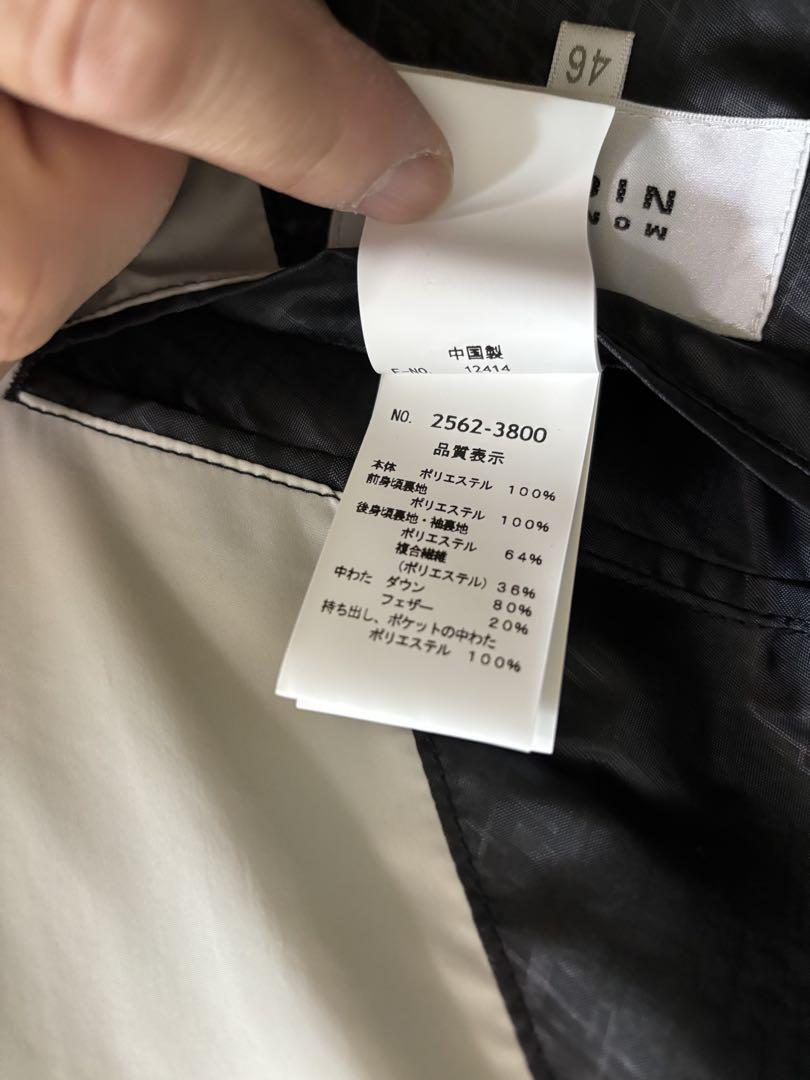 46
中国製
12414
NO. 2562-3800
品質表示
本体 ポリエステル 100%
前身頃裏地
ポリエステル 100%
後身頃裏地・袖裏地
ポリエステル 64%
複合繊維
(ポリエステル) 36%
中わた ダウン 80%
フェザー 20%
持ち出し、ポケットの中わた
ポリエステル 100%